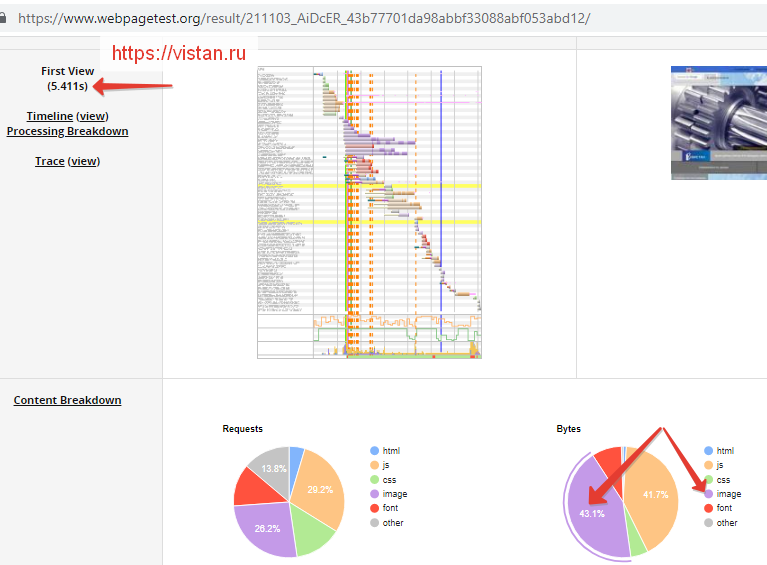 https://www.webpagetest.org/result/211103_AiDcER_43b77701da98abbf33088abf053abd12/
https://vistan.ru
First View
(5.411s)
Timeline (view)
Processing Breakdown
Trace (view)
Content Breakdown
Requests
13.8%
29.2%
26.2%
html
js
css
image
font
other
Bytes
41.7%
43.1%
html
js
css
image
font
other